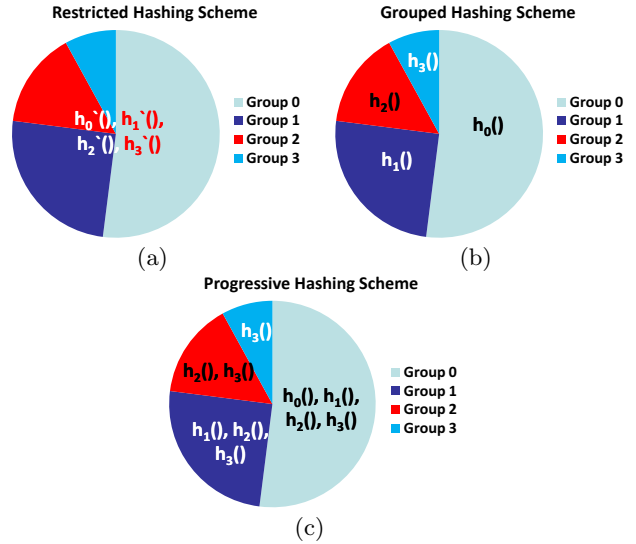 Restricted Hashing Scheme
h₀`(), h₁`(),
h₂`(), h₃`()
Group 0
Group 1
Group 2
Group 3
(a)
Grouped Hashing Scheme
h₃()
h₂()
h₀()
h₁()
Group 0
Group 1
Group 2
Group 3
(b)
Progressive Hashing Scheme
h₃()
h₂(), h₃()
h₀(), h₁(),
h₂(), h₃()
h₁(), h₂(),
h₃()
Group 0
Group 1
Group 2
Group 3
(c)